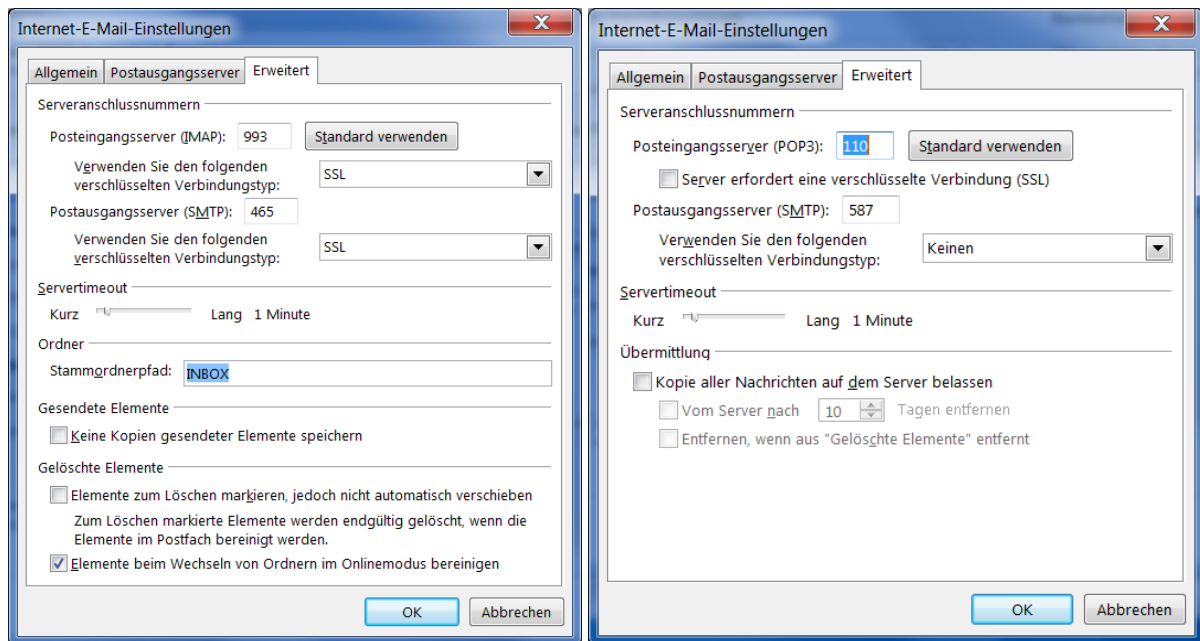 Internet-E-Mail-Einstellungen
Allgemein Postausgangsserver Erweitert
Serveranschlussnummern
Posteingangsserver (IMAP): 993 Standard verwenden
Verwenden Sie den folgenden
verschlüsselten Verbindungstyp: SSL
Postausgangsserver (SMTP): 465
Verwenden Sie den folgenden
verschlüsselten Verbindungstyp: SSL
Servertimeout
Kurz Lang 1 Minute
Ordner
Stammordnerpfad: INBOX
Gesendete Elemente
Keine Kopien gesendeter Elemente speichern
Gelöschte Elemente
Elemente zum Löschen markieren, jedoch nicht automatisch verschieben
Zum Löschen markierte Elemente werden endgültig gelöscht, wenn die
Elemente im Postfach bereinigt werden.
Elemente beim Wechseln von Ordnern im Onlinemodus bereinigen
OK Abbrechen
Internet-E-Mail-Einstellungen
Allgemein Postausgangsserver Erweitert
Serveranschlussnummern
Posteingangsserver (POP3): 110 Standard verwenden
Server erfordert eine verschlüsselte Verbindung (SSL)
Postausgangsserver (SMTP): 587
Verwenden Sie den folgenden
verschlüsselten Verbindungstyp: Keinen
Servertimeout
Kurz Lang 1 Minute
Übermittlung
Kopie aller Nachrichten auf dem Server belassen
Vom Server nach 10 Tagen entfernen
Entfernen, wenn aus "Gelöschte Elemente" entfernt
OK Abbrechen